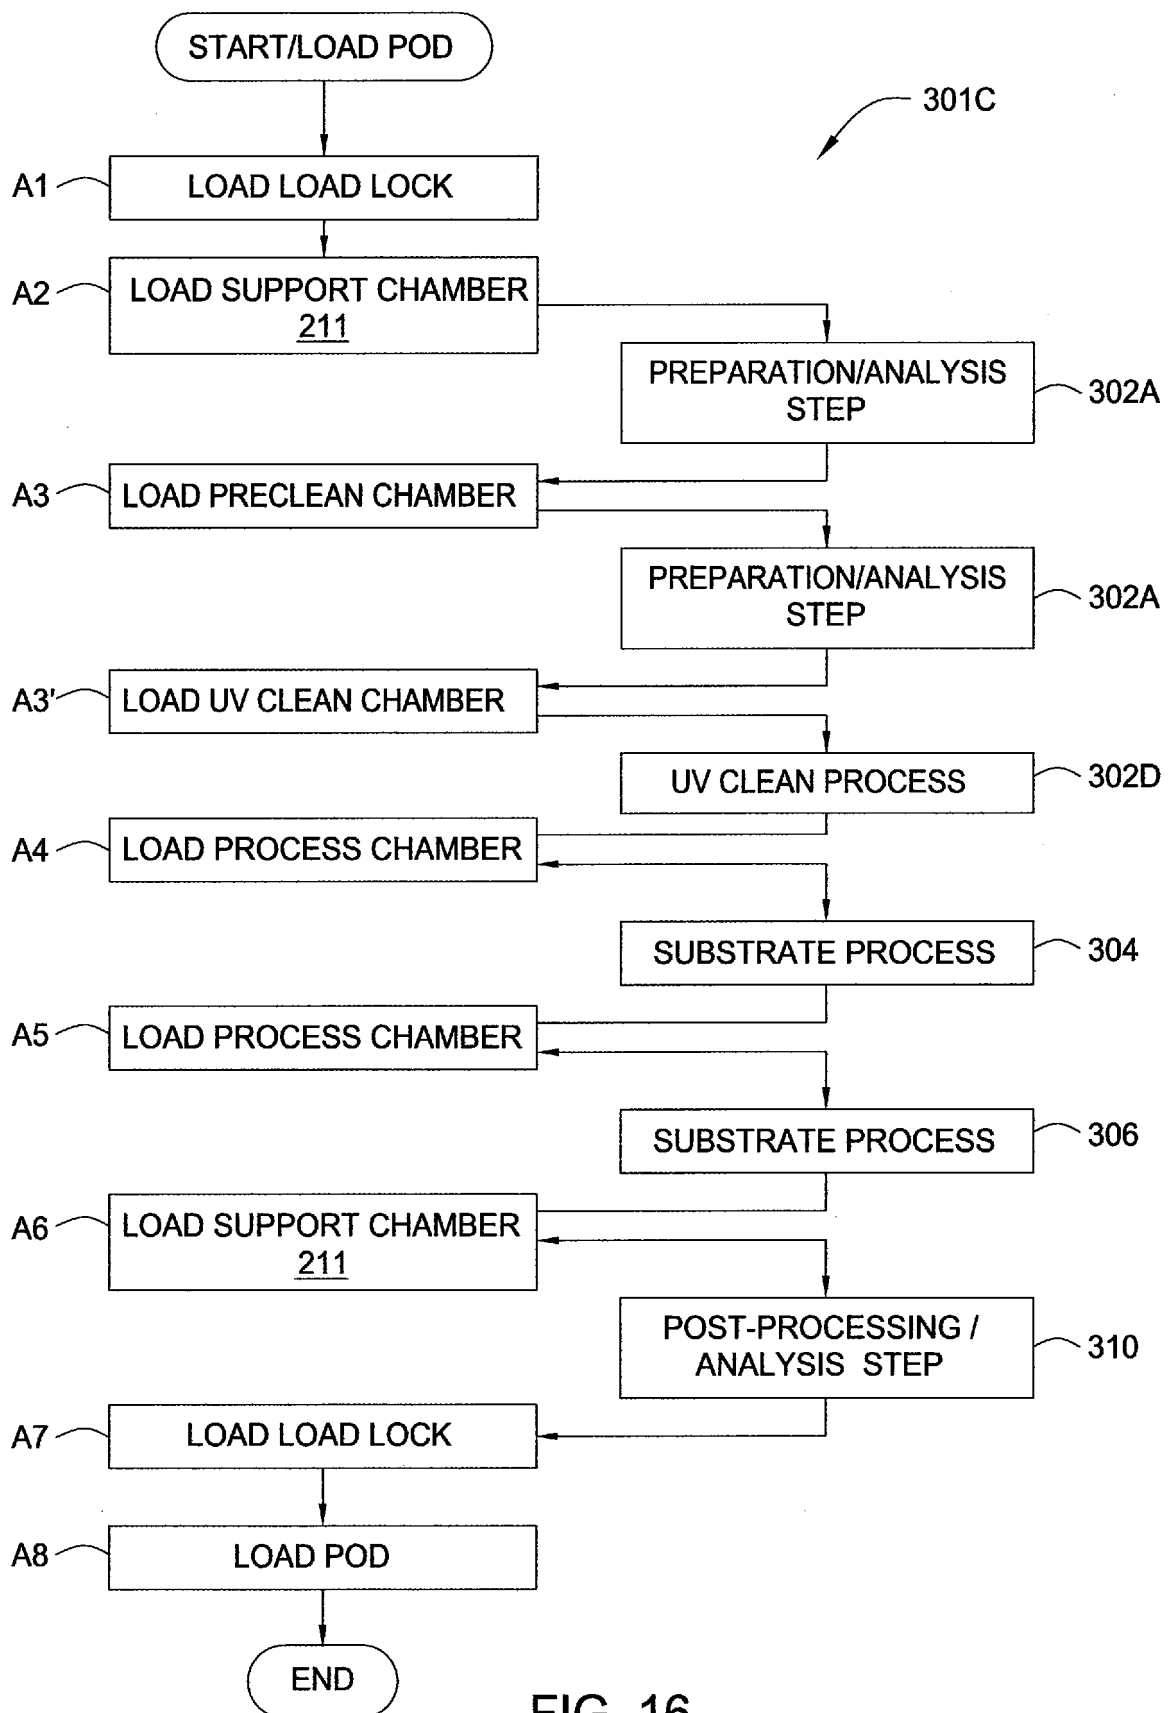 START/LOAD POD
301C
A1
LOAD LOAD LOCK
A2
LOAD SUPPORT CHAMBER
211
PREPARATION/ANALYSIS
STEP
302A
A3
LOAD PRECLEAN CHAMBER
PREPARATION/ANALYSIS
STEP
302A
A3'
LOAD UV CLEAN CHAMBER
UV CLEAN PROCESS
302D
A4
LOAD PROCESS CHAMBER
SUBSTRATE PROCESS
304
A5
LOAD PROCESS CHAMBER
SUBSTRATE PROCESS
306
A6
LOAD SUPPORT CHAMBER
211
POST-PROCESSING /
ANALYSIS STEP
310
A7
LOAD LOAD LOCK
A8
LOAD POD
END
FIG. 16